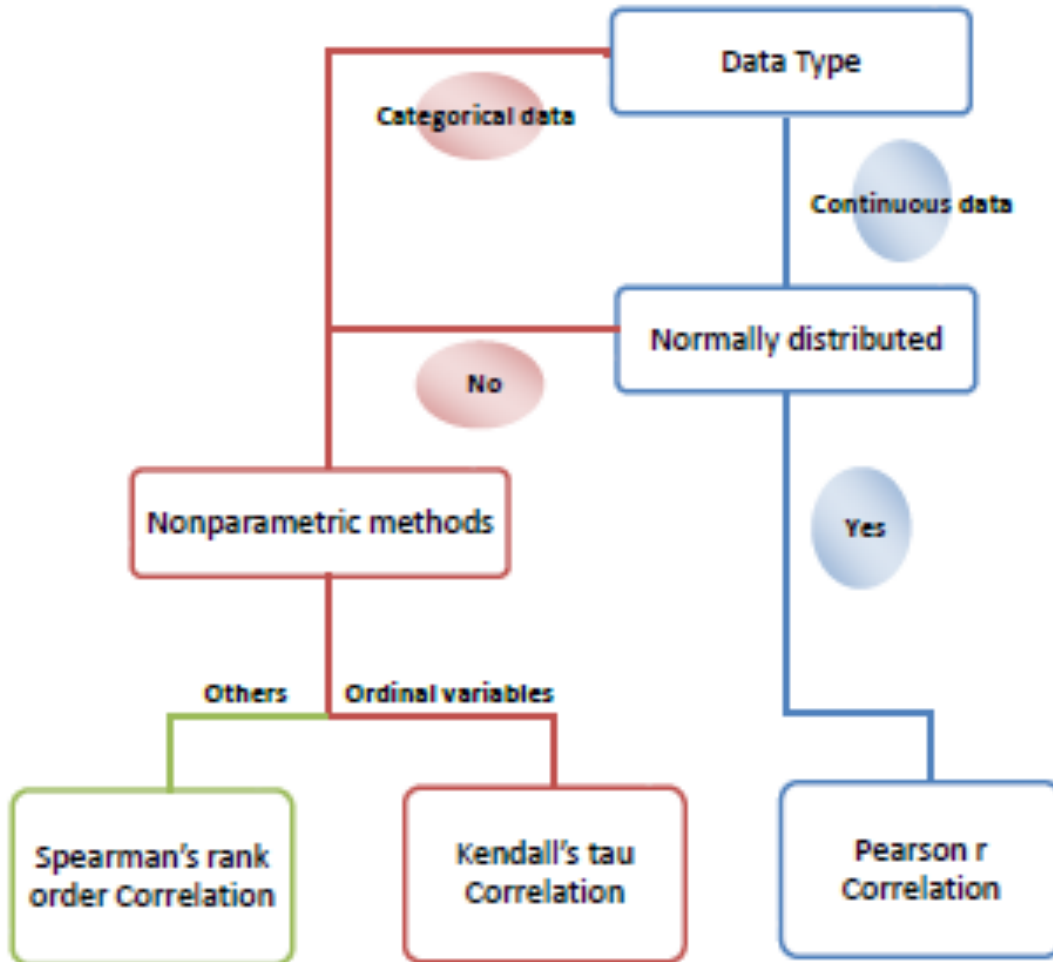 Data Type
Categorical data
Continuous data
Normally distributed
No
Nonparametric methods
Yes
Others
Ordinal variables
Spearman's rank
order Correlation
Kendall's tau
Correlation
Pearson r
Correlation